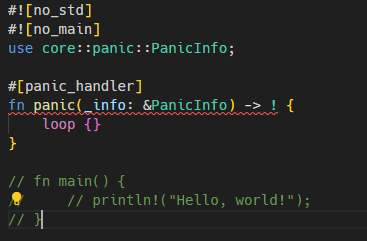 #![no_std]
#![no_main]
use core::panic::PanicInfo;
#[panic_handler]
fn panic(_info: &PanicInfo) -> ! {
    loop {}
}
// fn main() {
//     // println!("Hello, world!");
// }